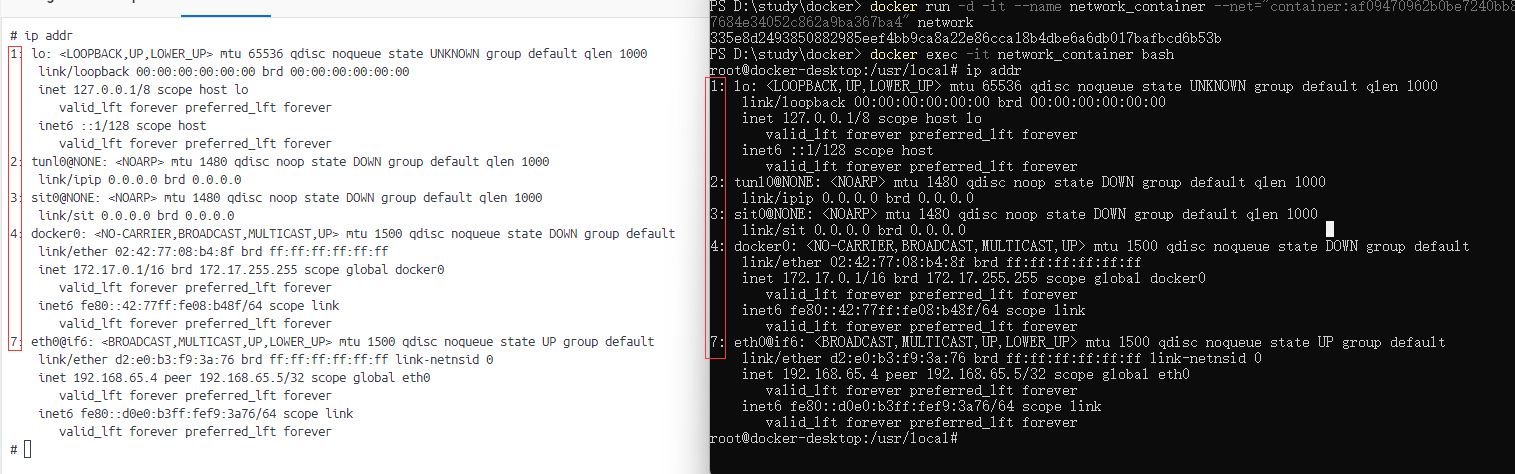 # ip addr
1: lo: <LOOPBACK,UP,LOWER_UP> mtu 65536 qdisc noqueue state UNKNOWN group default qlen 1000
link/loopback 00:00:00:00:00:00 brd 00:00:00:00:00:00
inet 127.0.0.1/8 scope host lo
valid_lft forever preferred_lft forever
inet6 ::1/128 scope host
valid_lft forever preferred_lft forever
2: tunl0@NONE: <NOARP> mtu 1480 qdisc noop state DOWN group default qlen 1000
link/ipip 0.0.0.0 brd 0.0.0.0
3: sit0@NONE: <NOARP> mtu 1480 qdisc noop state DOWN group default qlen 1000
link/sit 0.0.0.0 brd 0.0.0.0
4: docker0: <NO-CARRIER,BROADCAST,MULTICAST,UP> mtu 1500 qdisc noqueue state DOWN group default
link/ether 02:42:77:08:b4:8f brd ff:ff:ff:ff:ff:ff
inet 172.17.0.1/16 brd 172.17.255.255 scope global docker0
valid_lft forever preferred_lft forever
inet6 fe80::42:77ff:fe08:b48f/64 scope link
valid_lft forever preferred_lft forever
7: eth0@if6: <BROADCAST,MULTICAST,UP,LOWER_UP> mtu 1500 qdisc noqueue state UP group default
link/ether d2:e0:b3:f9:3a:76 brd ff:ff:ff:ff:ff:ff link-netnsid 0
inet 192.168.65.4 peer 192.168.65.5/32 scope global eth0
valid_lft forever preferred_lft forever
inet6 fe80::d0e0:b3ff:fef9:3a76/64 scope link
valid_lft forever preferred_lft forever
#
PS D:\study\docker> docker run -d -it --name network_container --net="container:af09470962b0be7240bb8
7684e34052c862a9ba367ba4" network
335e8d2493850882985eef4bb9ca8a22e86cca18b4dbe6a6db017bafbcd6b53b
PS D:\study\docker> docker exec -it network_container bash
root@docker-desktop:/usr/local# ip addr
1: lo: <LOOPBACK,UP,LOWER_UP> mtu 65536 qdisc noqueue state UNKNOWN group default qlen 1000
link/loopback 00:00:00:00:00:00 brd 00:00:00:00:00:00
inet 127.0.0.1/8 scope host lo
valid_lft forever preferred_lft forever
inet6 ::1/128 scope host
valid_lft forever preferred_lft forever
2: tunl0@NONE: <NOARP> mtu 1480 qdisc noop state DOWN group default qlen 1000
link/ipip 0.0.0.0 brd 0.0.0.0
3: sit0@NONE: <NOARP> mtu 1480 qdisc noop state DOWN group default qlen 1000
link/sit 0.0.0.0 brd 0.0.0.0
4: docker0: <NO-CARRIER,BROADCAST,MULTICAST,UP> mtu 1500 qdisc noqueue state DOWN group default
link/ether 02:42:77:08:b4:8f brd ff:ff:ff:ff:ff:ff
inet 172.17.0.1/16 brd 172.17.255.255 scope global docker0
valid_lft forever preferred_lft forever
inet6 fe80::42:77ff:fe08:b48f/64 scope link
valid_lft forever preferred_lft forever
7: eth0@if6: <BROADCAST,MULTICAST,UP,LOWER_UP> mtu 1500 qdisc noqueue state UP group default
link/ether d2:e0:b3:f9:3a:76 brd ff:ff:ff:ff:ff:ff link-netnsid 0
inet 192.168.65.4 peer 192.168.65.5/32 scope global eth0
valid_lft forever preferred_lft forever
inet6 fe80::d0e0:b3ff:fef9:3a76/64 scope link
valid_lft forever preferred_lft forever
root@docker-desktop:/usr/local#